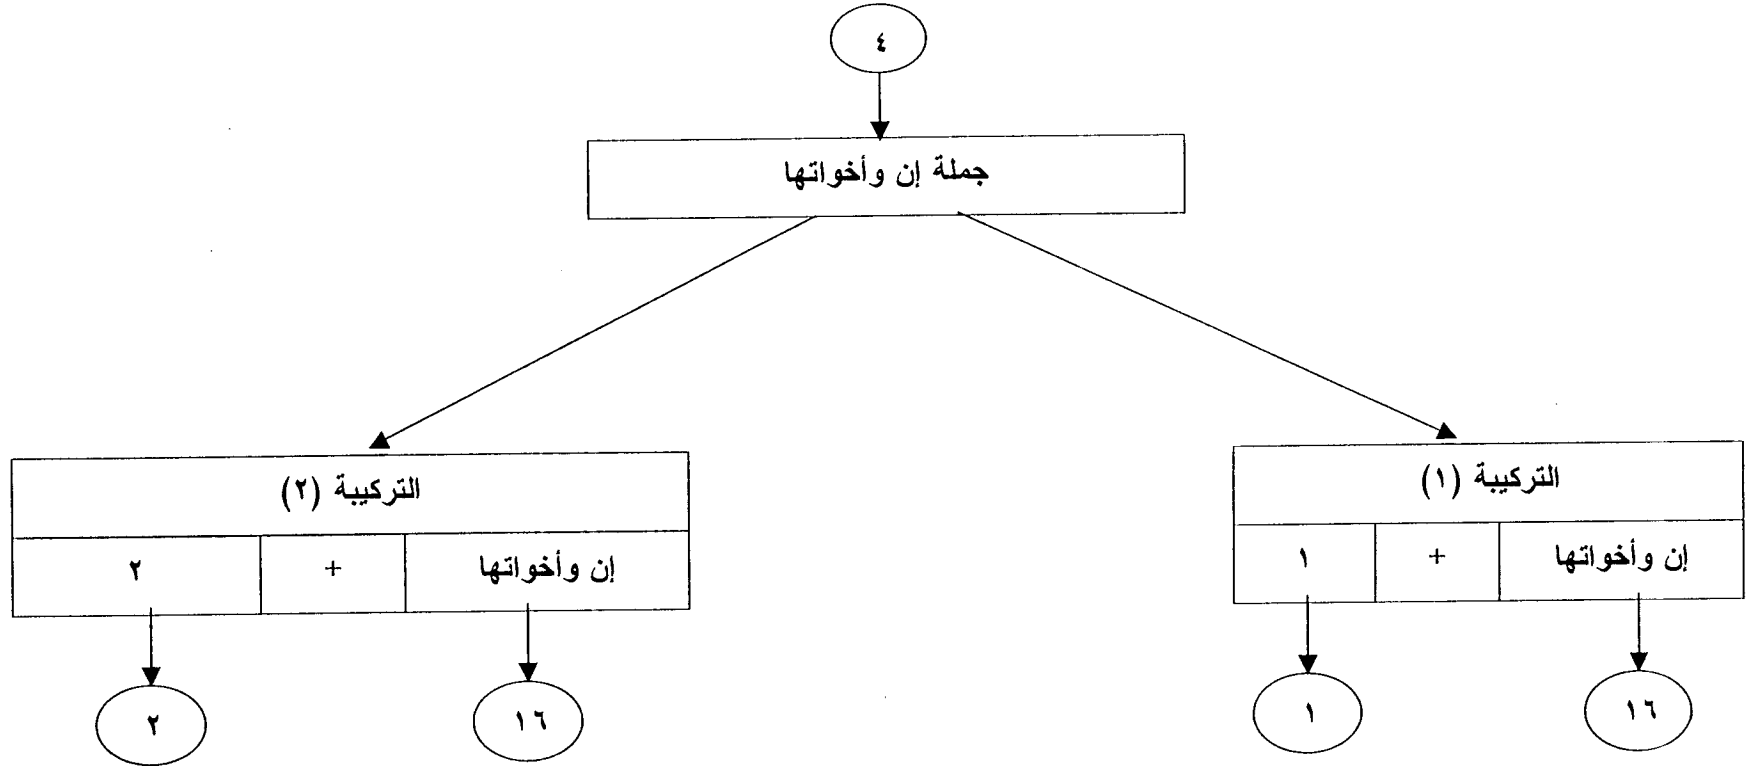 ٤
جملة إن وأخواتها
التركيبة (١)
إن وأخواتها + ١
١٦ ١
التركيبة (٢)
إن وأخواتها + ٢
١٦ ٢